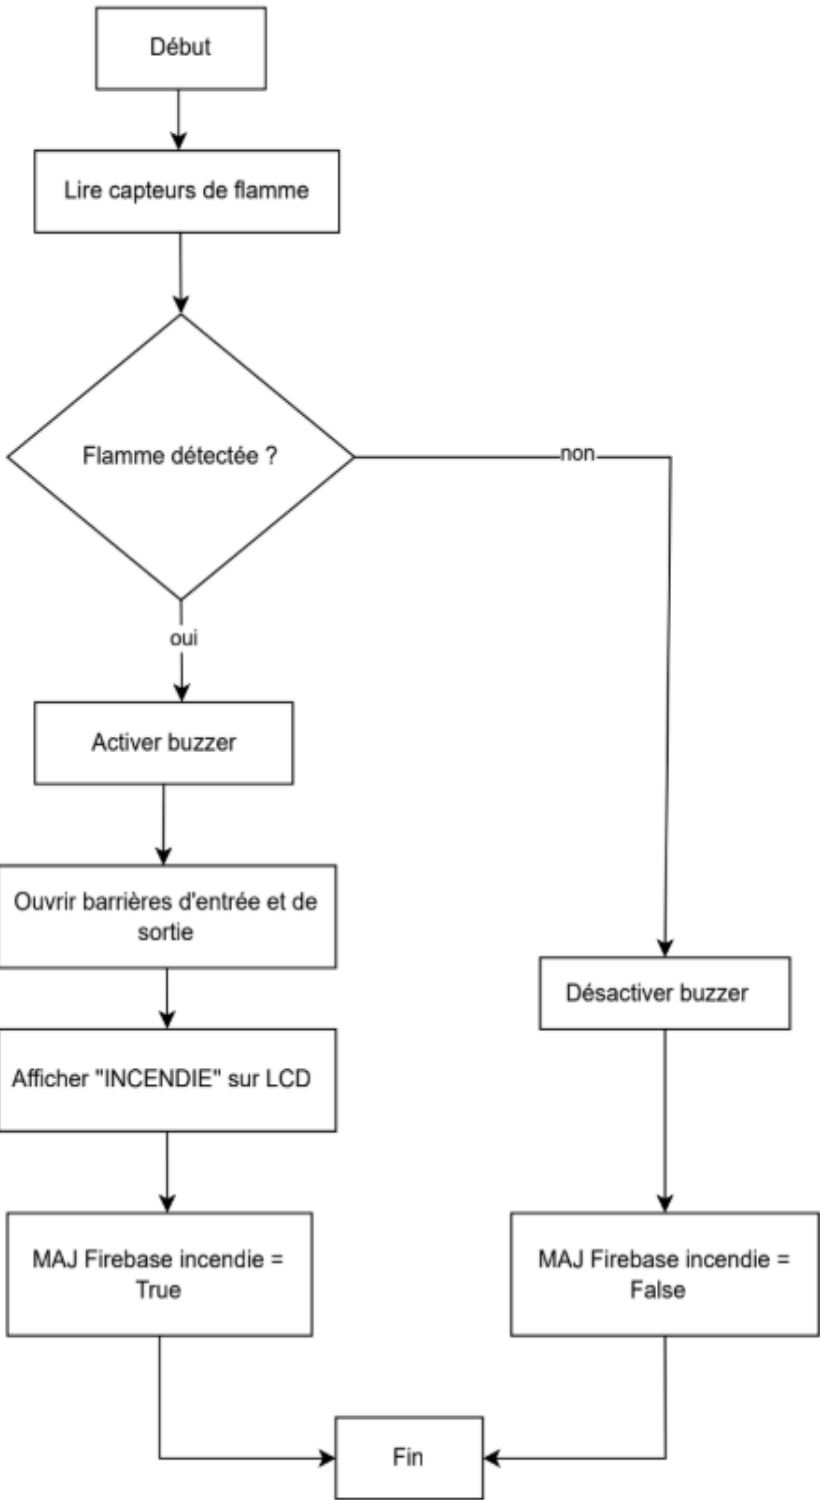 Début
Lire capteurs de flamme
Flamme détectée ?
non
oui
Activer buzzer
Ouvrir barrières d'entrée et de
sortie
Désactiver buzzer
Afficher "INCENDIE" sur LCD
MAJ Firebase incendie =
True
MAJ Firebase incendie =
False
Fin